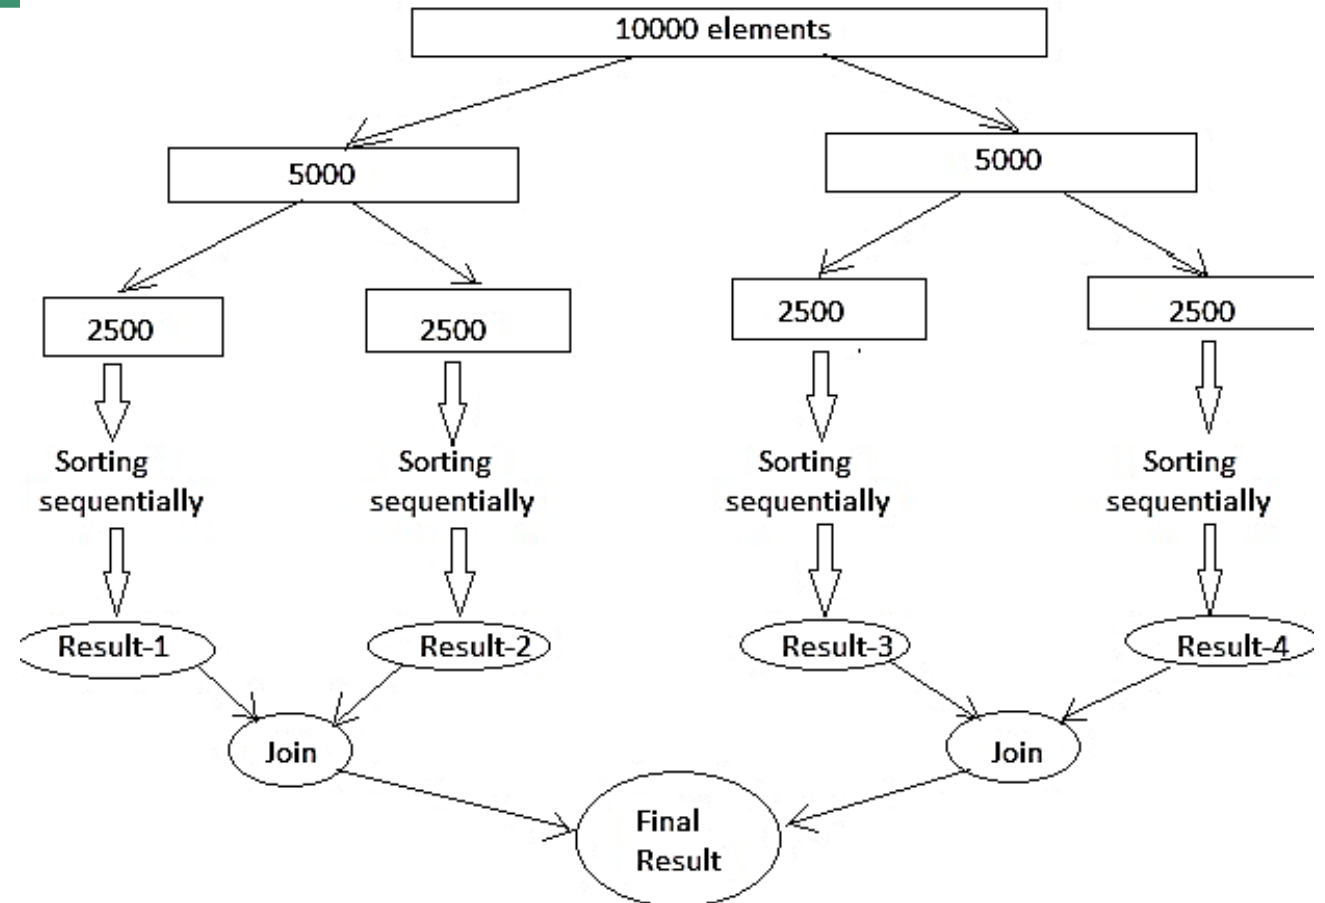 10000 elements
5000
5000
2500
2500
2500
2500
Sorting
sequentially
Sorting
sequentially
Sorting
sequentially
Sorting
sequentially
Result-1
Result-2
Result-3
Result-4
Join
Join
Final
Result